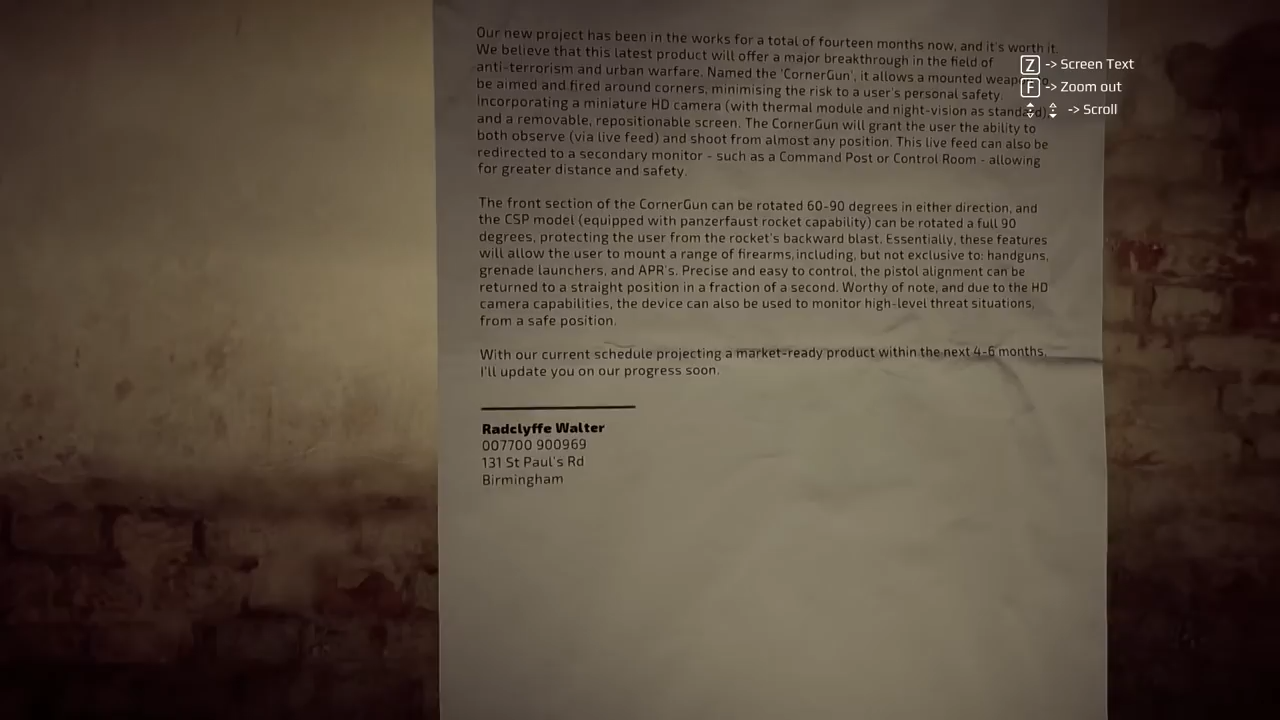 Our new project has been in the works for a total of fourteen months now, and it's worth it.
We believe that this latest product will offer a major breakthrough in the field of
anti-terrorism and urban warfare. Named the 'CornerGun', it allows a mounted weapon to
be aimed and fired around corners, minimising the risk to a user's personal safety.
Incorporating a miniature HD camera (with thermal module and night-vision as standard),
and a removable, repositionable screen. The CornerGun will grant the user the ability to
both observe (via live feed) and shoot from almost any position. This live feed can also be
redirected to a secondary monitor - such as a Command Post or Control Room - allowing
for greater distance and safety.
The front section of the CornerGun can be rotated 60-90 degrees in either direction, and
the CSP model (equipped with panzerfaust rocket capability) can be rotated a full 90
degrees, protecting the user from the rocket's backward blast. Essentially, these features
will allow the user to mount a range of firearms,including, but not exclusive to: handguns,
grenade launchers, and APR's. Precise and easy to control, the pistol alignment can be
returned to a straight position in a fraction of a second. Worthy of note, and due to the HD
camera capabilities, the device can also be used to monitor high-level threat situations,
from a safe position.
With our current schedule projecting a market-ready product within the next 4-6 months,
I'll update you on our progress soon.
Radclyffe Walter
007700 900969
131 St Paul's Rd
Birmingham
Z -> Screen Text
F -> Zoom out
-> Scroll